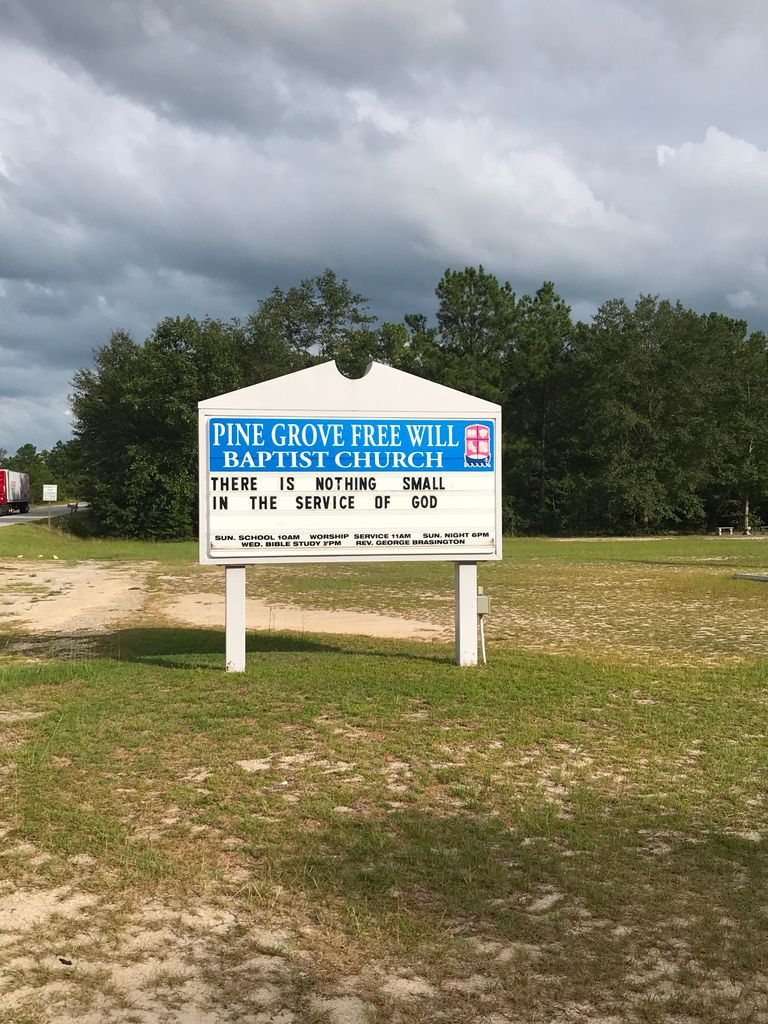 PINE GROVE FREE WILL
BAPTIST CHURCH
THERE IS NOTHING SMALL
IN THE SERVICE OF GOD
SUN. SCHOOL 10AM WORSHIP SERVICE 11AM SUN. NIGHT 6PM
WED. BIBLE STUDY 7PM REV. GEORGE BRASINGTON